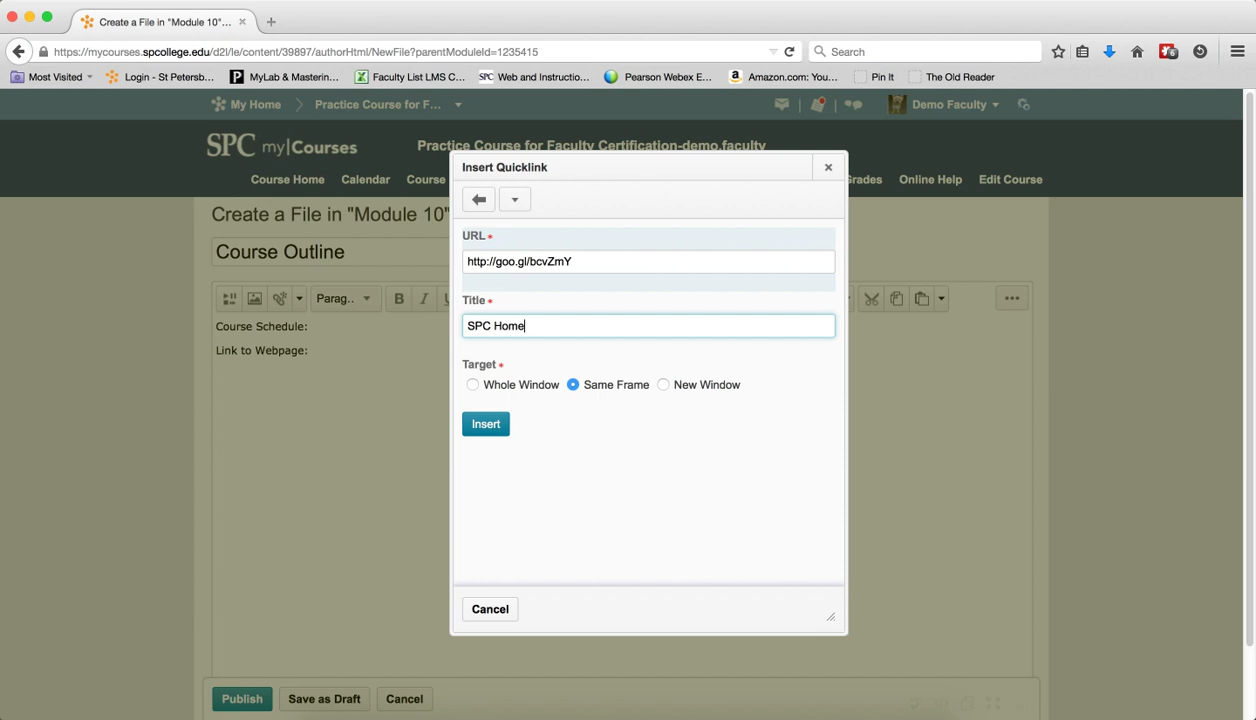 Create a File in "Module 10"...
https://mycourses.spcollege.edu/d2l/le/content/39897/authorHtml/NewFile?parentModuleId=1235415
Search
Most Visited
Login - St Petersb...
MyLab & Masterin...
Faculty List LMS C...
SPC Web and Instructio...
Pearson Webex E...
Amazon.com: You...
Pin It
The Old Reader
My Home
Practice Course for F...
Demo Faculty
SPC my|Courses
Practice Course for Faculty Certification-demo.faculty
Course Home
Calendar
Course
Grades
Online Help
Edit Course
Create a File in "Module 10"
Course Outline
Parag..
B I U
Course Schedule:
Link to Webpage:
Insert Quicklink
URL *
http://goo.gl/bcvZmY
Title *
SPC Home
Target *
Whole Window
Same Frame
New Window
Insert
Cancel
Publish
Save as Draft
Cancel